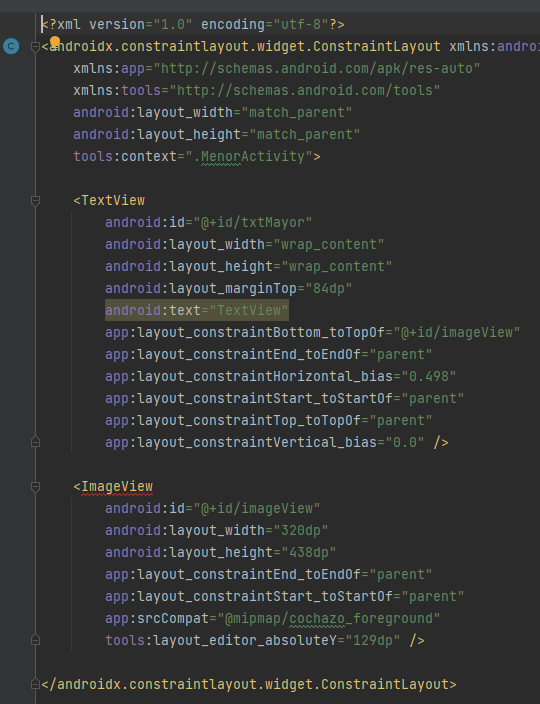 <?xml version="1.0" encoding="utf-8"?>
C
<androidx.constraintlayout.widget.ConstraintLayout
    xmlns:app="http://schemas.android.com/apk/res-auto"
    xmlns:tools="http://schemas.android.com/tools"
    android:layout_width="match_parent"
    android:layout_height="match_parent"
    tools:context=".MenorActivity">

    <TextView
        android:id="@+id/txtMayor"
        android:layout_width="wrap_content"
        android:layout_height="wrap_content"
        android:layout_marginTop="84dp"
        android:text="TextView"
        app:layout_constraintBottom_toTopOf="@+id/imageView"
        app:layout_constraintEnd_toEndOf="parent"
        app:layout_constraintHorizontal_bias="0.498"
        app:layout_constraintStart_toStartOf="parent"
        app:layout_constraintTop_toTopOf="parent"
        app:layout_constraintVertical_bias="0.0" />

    <ImageView
        android:id="@+id/imageView"
        android:layout_width="320dp"
        android:layout_height="438dp"
        app:layout_constraintEnd_toEndOf="parent"
        app:layout_constraintStart_toStartOf="parent"
        app:srcCompat="@mipmap/cochazo_foreground"
        tools:layout_editor_absoluteY="129dp" />

</androidx.constraintlayout.widget.ConstraintLayout>